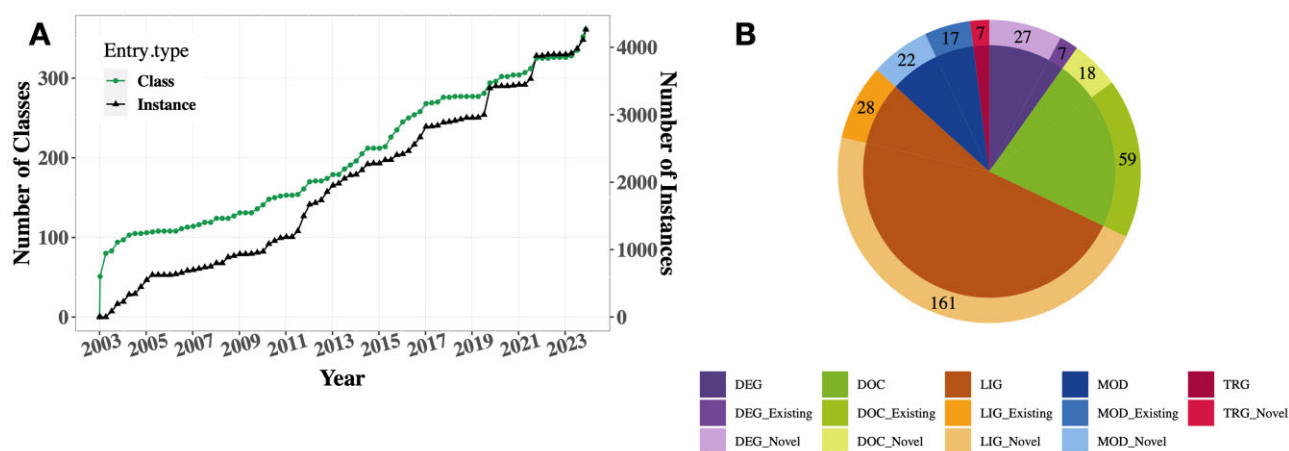 A
Entry.type
Class
Instance
Number of Classes
300
200
100
0
Number of Instances
4000
3000
2000
1000
0
2003 2005 2007 2009 2011 2013 2015 2017 2019 2021 2023
Year
B
7 27
17 7
22 18
28
59
161
DEG DOC LIG MOD TRG
DEG_Existing DOC_Existing LIG_Existing MOD_Existing TRG_Novel
DEG_Novel DOC_Novel LIG_Novel MOD_Novel